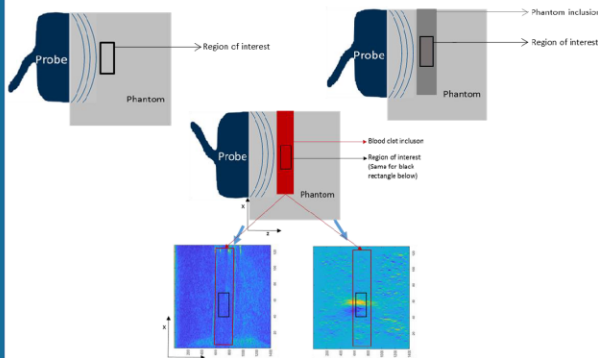 Probe
Region of interest
Phantom
Phantom inclusion
Probe
Region of interest
Phantom
Probe
Blood clot inclusion
Region of interest
(Same for black
rectangle below)
Phantom
x
z
x